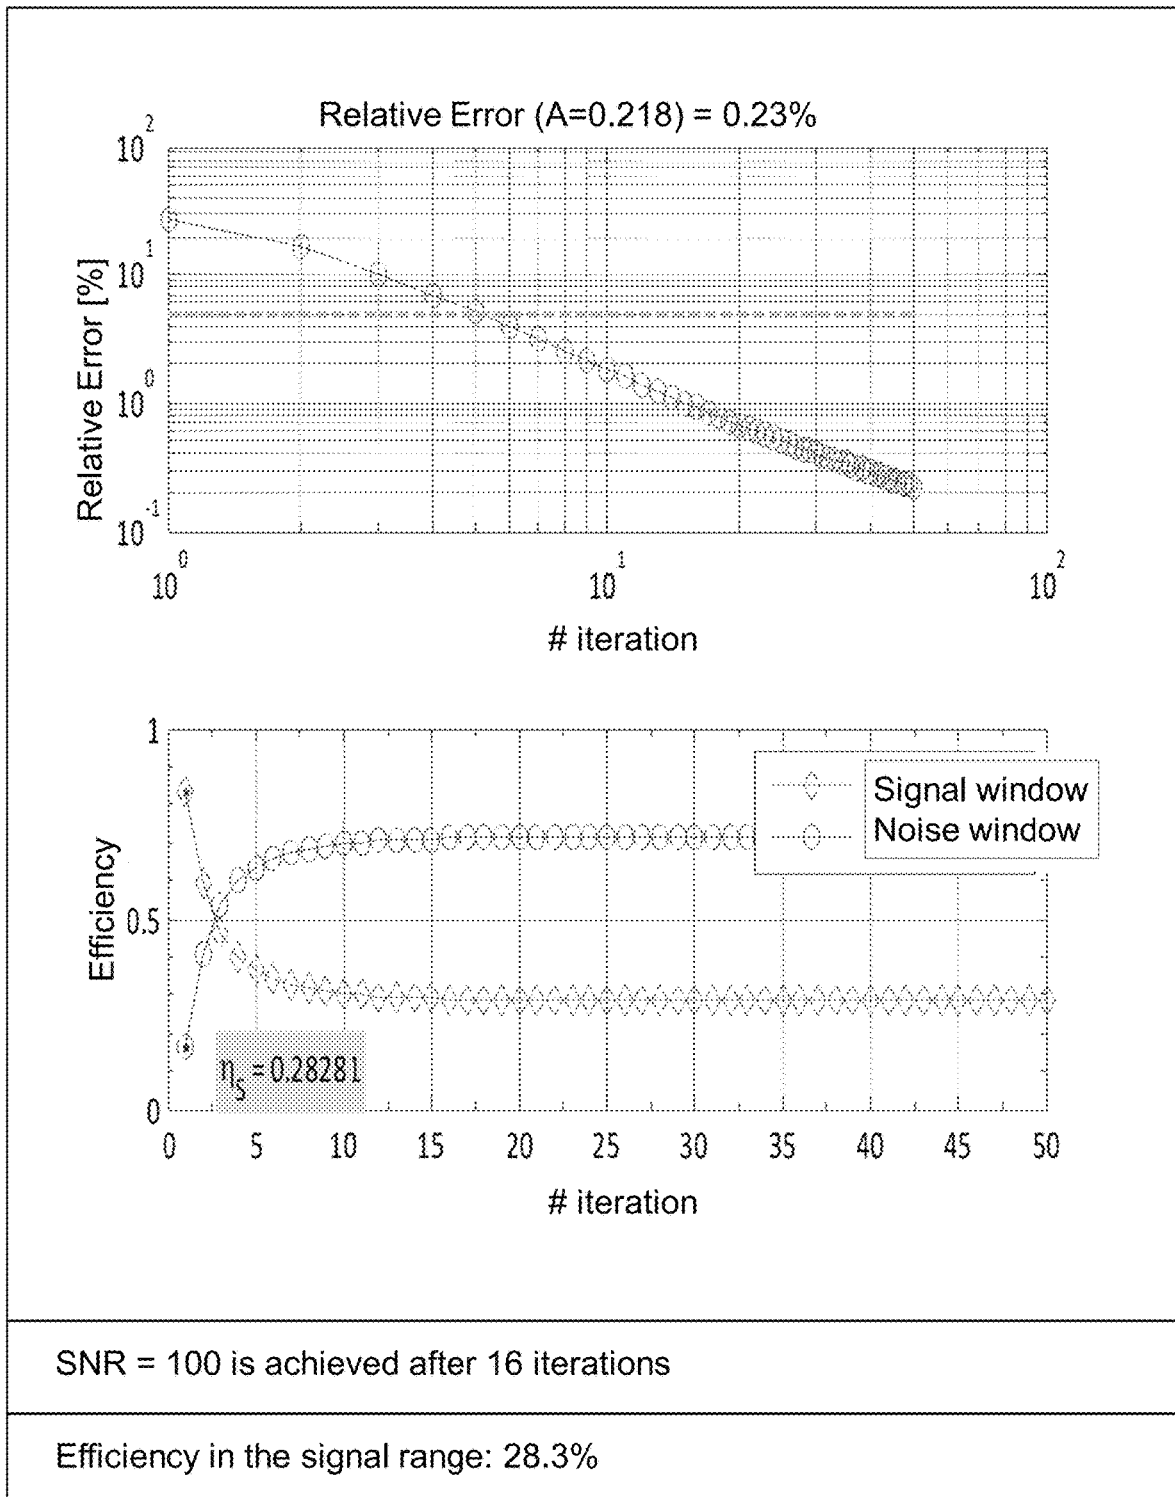 Relative Error (A=0.218) = 0.23%
10^2
10^1
10^0
10^-1
Relative Error [%]
10^0 10^1 10^2
# iteration
1
0.5
0
Efficiency
Signal window
Noise window
η_S = 0.28281
0 5 10 15 20 25 30 35 40 45 50
# iteration
SNR = 100 is achieved after 16 iterations
Efficiency in the signal range: 28.3%